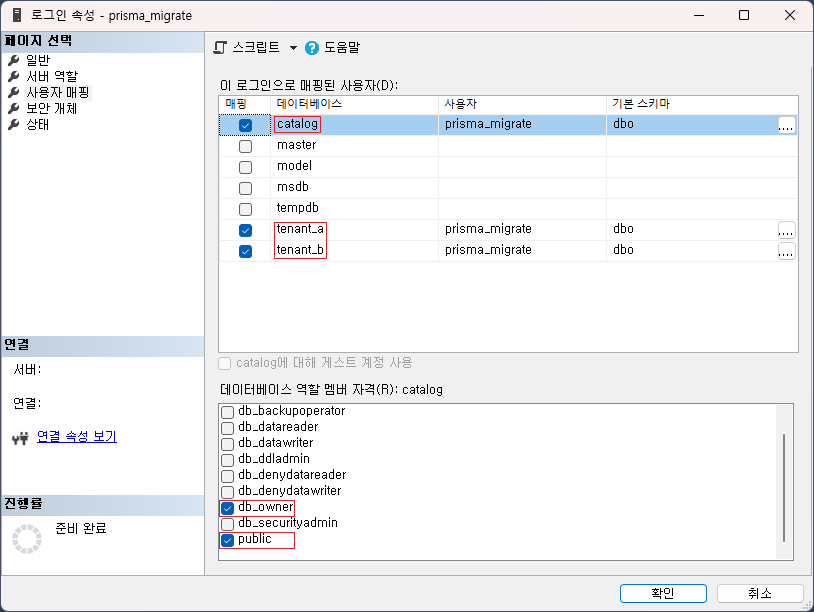 로그인 속성 - prisma_migrate
페이지 선택
일반
서버 역할
사용자 매핑
보안 개체
상태
연결
서버:
연결:
연결 속성 보기
진행률
준비 완료
스크립트 도움말
이 로그인으로 매핑된 사용자(D):
매핑 데이터베이스 사용자 기본 스키마
catalog prisma_migrate dbo ...
master
model
msdb
tempdb
tenant_a prisma_migrate dbo ...
tenant_b prisma_migrate dbo ...
catalog에 대해 게스트 계정 사용
데이터베이스 역할 멤버 자격(R): catalog
db_backupoperator
db_datareader
db_datawriter
db_ddladmin
db_denydatareader
db_denydatawriter
db_owner
db_securityadmin
public
확인 취소